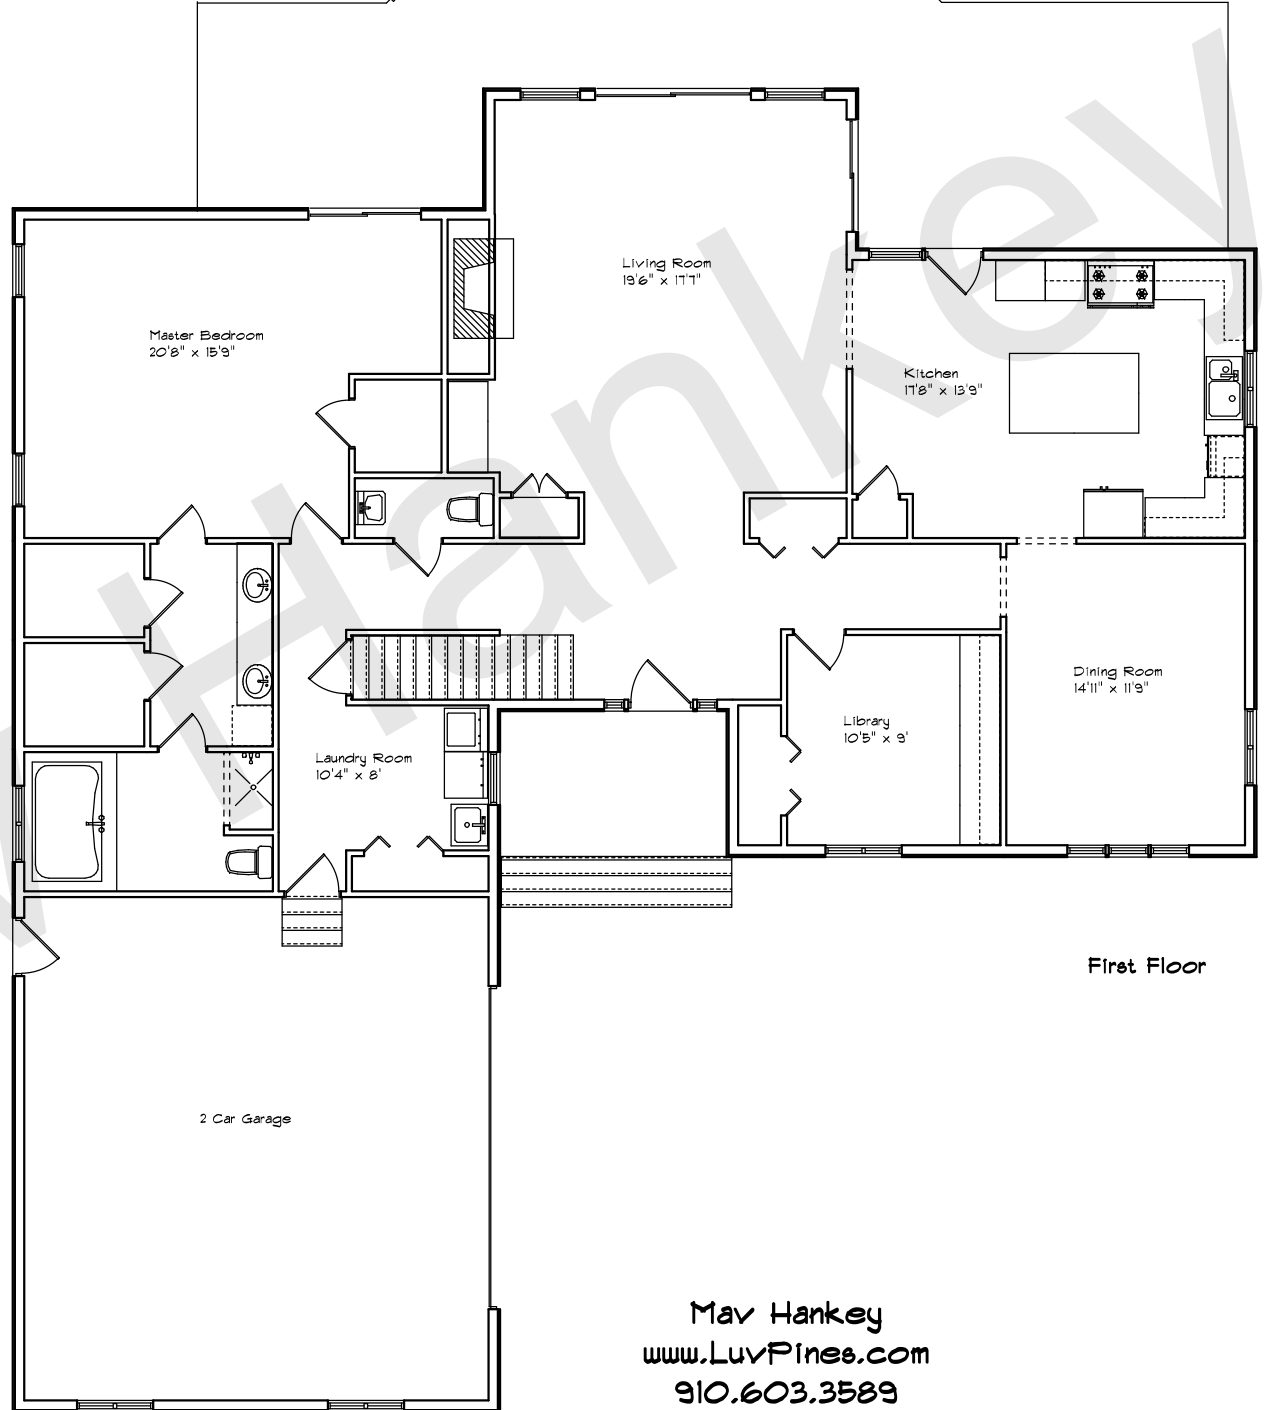 Living Room
19'6" x 17'7"
Master Bedroom
20'8" x 15'9"
Kitchen
17'8" x 13'9"
Dining Room
14'11" x 11'9"
Library
10'5" x 9'
Laundry Room
10'4" x 8'
First Floor
2 Car Garage
Mav Hankey
www.LuvPines.com
910.603.3589
Hankey